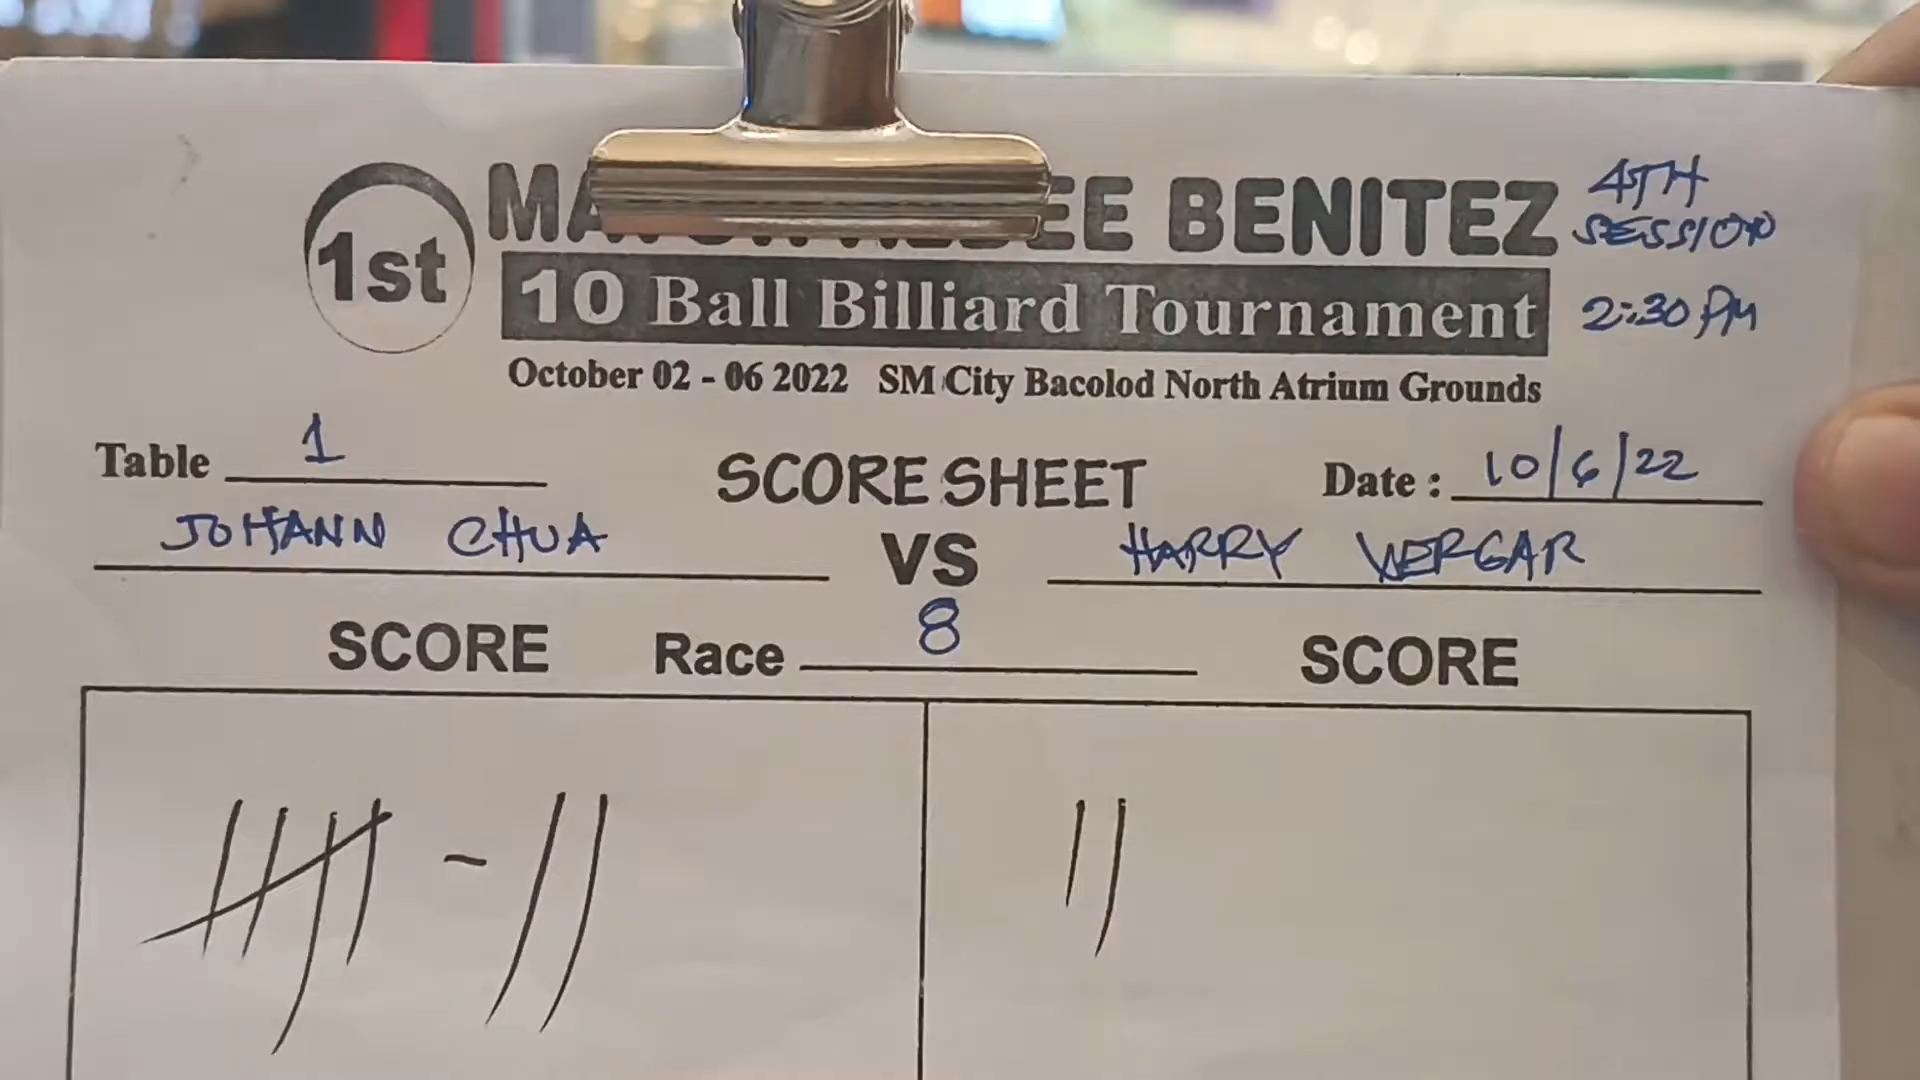 1st
BENITEZ
10 Ball Billiard Tournament
October 02 - 06 2022 SM City Bacolod North Atrium Grounds
4TH
SESSION
2:30 PM
Table 1
SCORE SHEET
Date : 10/6/22
JOHANN CHUA VS HARRY VERGAR
SCORE Race 8 SCORE